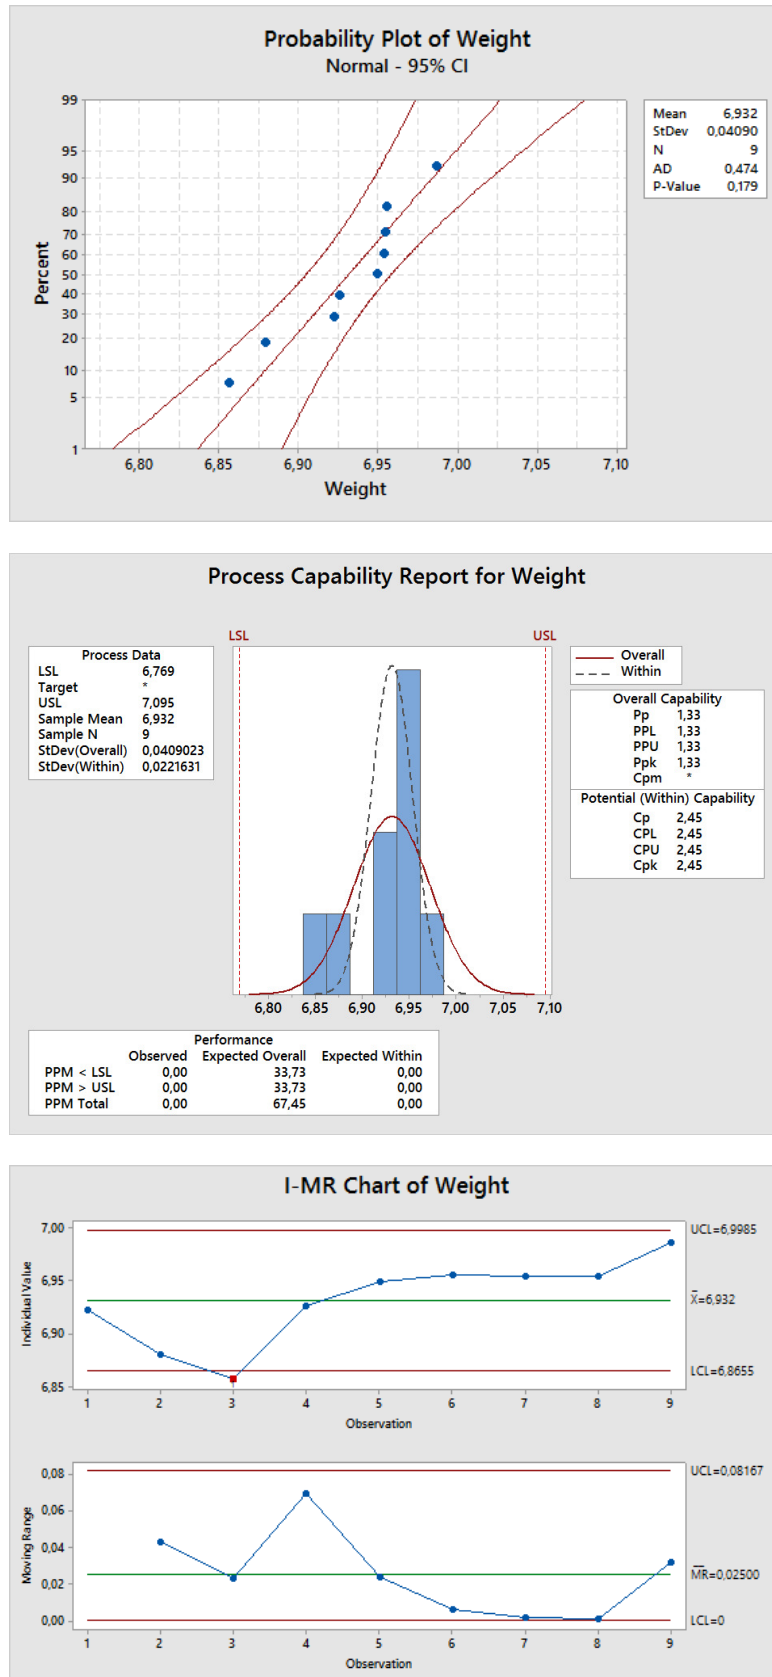 Probability Plot of Weight
Normal - 95% CI
99
95
90
80
70
60
50
40
30
20
10
5
1
Percent
6,80 6,85 6,90 6,95 7,00 7,05 7,10
Weight
Mean 6,932
StDev 0,04090
N 9
AD 0,474
P-Value 0,179
Process Capability Report for Weight
LSL USL
Process Data
LSL 6,769
Target *
USL 7,095
Sample Mean 6,932
Sample N 9
StDev(Overall) 0,0409023
StDev(Within) 0,0221631
Overall
Within
Overall Capability
Pp 1,33
PPL 1,33
PPU 1,33
Ppk 1,33
Cpm *
Potential (Within) Capability
Cp 2,45
CPL 2,45
CPU 2,45
Cpk 2,45
6,80 6,85 6,90 6,95 7,00 7,05 7,10
Performance
Observed Expected Overall Expected Within
PPM < LSL 0,00 33,73 0,00
PPM > USL 0,00 33,73 0,00
PPM Total 0,00 67,45 0,00
I-MR Chart of Weight
7,00
6,95
6,90
6,85
Individual Value
UCL=6,9985
X̄=6,932
LCL=6,8655
1 2 3 4 5 6 7 8 9
Observation
0,08
0,06
0,04
0,02
0,00
Moving Range
UCL=0,08167
M̅R̅=0,02500
LCL=0
1 2 3 4 5 6 7 8 9
Observation